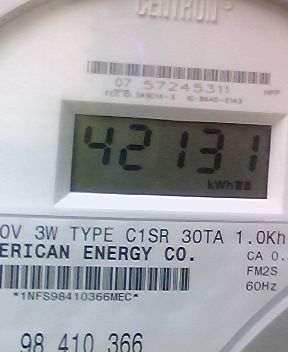 CENTRON
07 57245311
42131
kWh
0V 3W TYPE C1SR 30TA 1.0Kh
ERICAN ENERGY CO.
CA 0.
FM2S
60Hz
*1NFS98410366MEC*
98 410 366